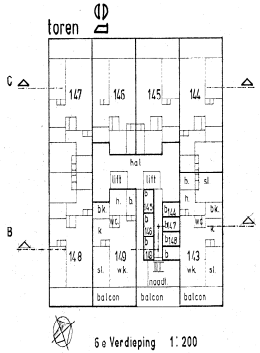 toren
C
147 146 145 144
hal
lift lift
b. sl.
h. b. b h.
145
bk. bk.
b 144
wc. wc.
146 147
k. k.
b 148
B
148 149 143
sl. wk. wk. sl.
noodt.
balcon balcon balcon
6e Verdieping 1:200